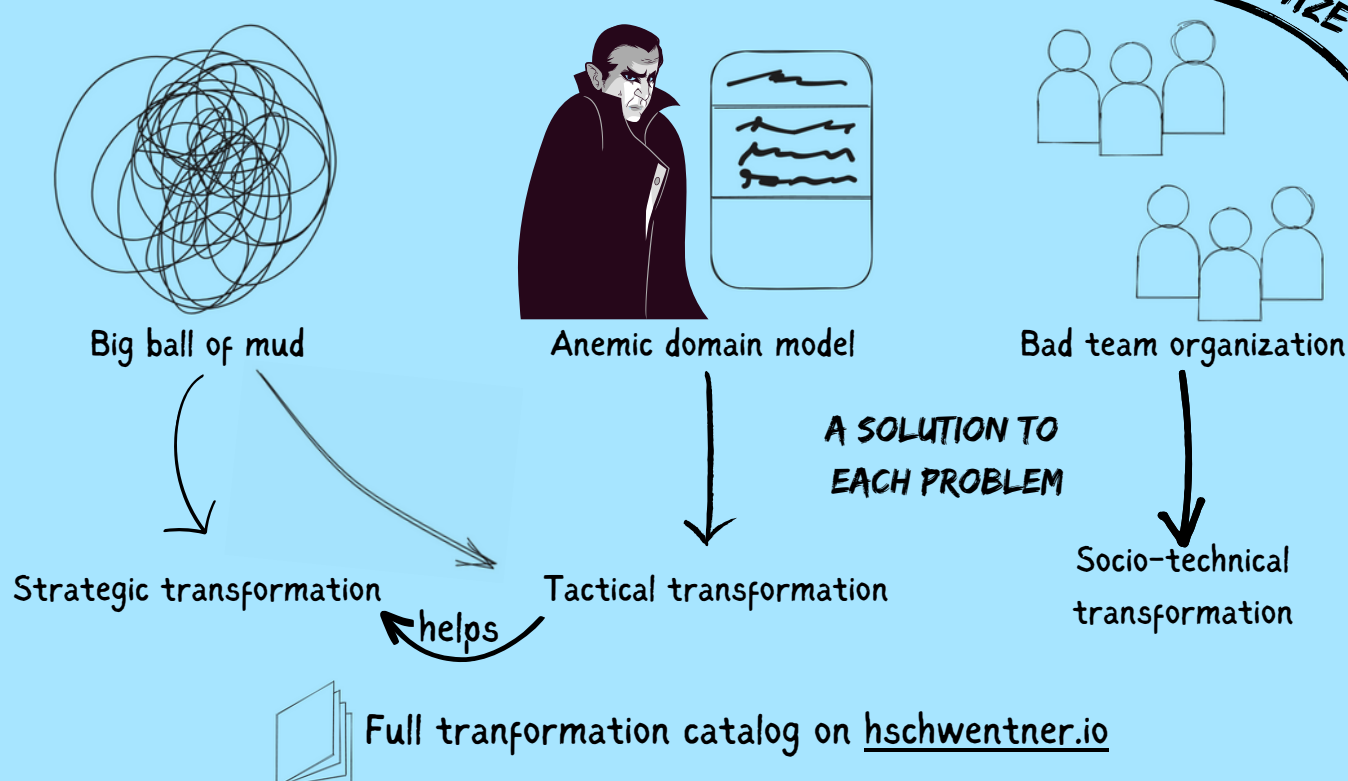 Big ball of mud
Anemic domain model
Bad team organization
A SOLUTION TO
EACH PROBLEM
Strategic transformation
Tactical transformation
Socio-technical
transformation
helps
Full tranformation catalog on hschwentner.io